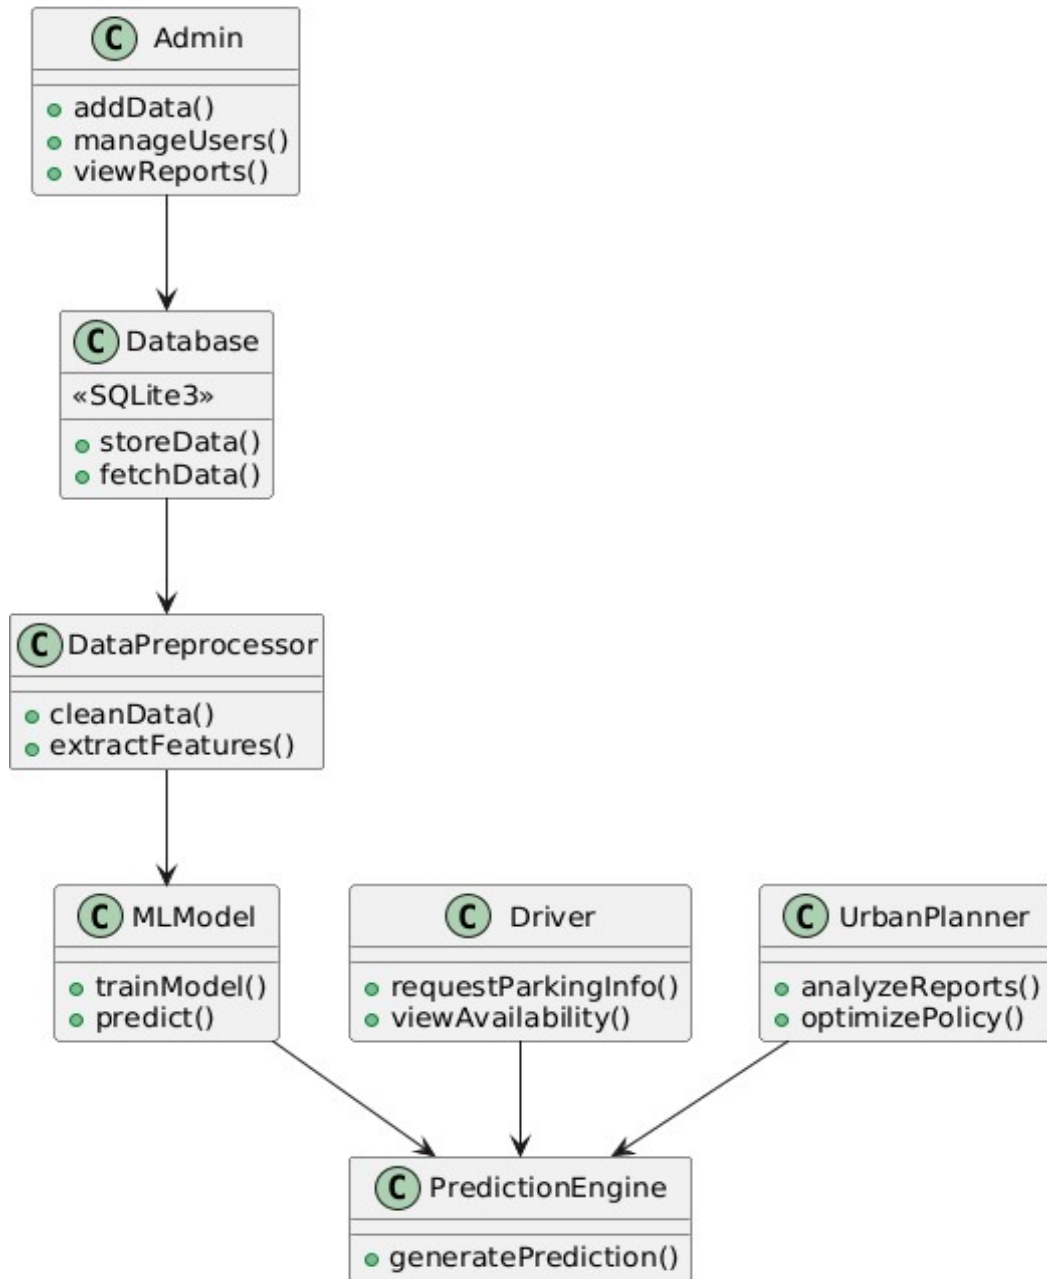 C Admin
addData()
manageUsers()
viewReports()
C Database
«SQLite3»
storeData()
fetchData()
C DataPreprocessor
cleanData()
extractFeatures()
C MLModel
trainModel()
predict()
C Driver
requestParkingInfo()
viewAvailability()
C UrbanPlanner
analyzeReports()
optimizePolicy()
C PredictionEngine
generatePrediction()